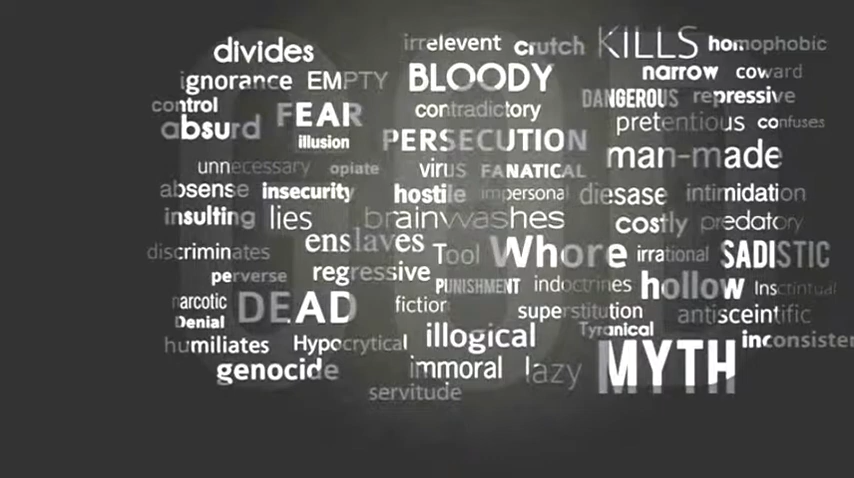 divides irrelevent crutch KILLS homophobic
ignorance EMPTY BLOODY narrow coward
control FEAR contradictory DANGEROUS repressive
absurd illusion PERSECUTION pretentious confuses
unnecessary opiate virus FANATICAL man-made
absense insecurity hostile impersonal diesase intimidation
insulting lies brainwashes costly predatory
discriminates enslaves Tool Whore irrational SADISTIC
perverse regressive PUNISHMENT indoctrines hollow Instinctual
narcotic DEAD fiction superstitution antisceintific
Denial illogical Tyranical inconsister
humiliates Hypocrytical MYTH
genocide immoral lazy
servitude
GOD